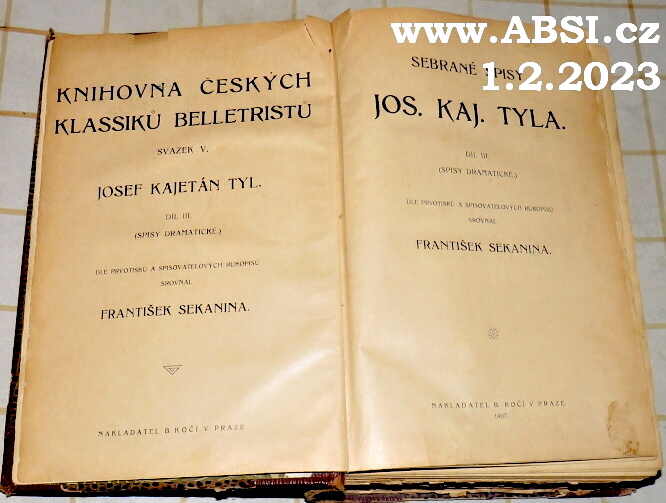 KNIHOVNA ČESKÝCH
KLASSIKŮ BELLETRISTŮ
SVAZEK V.
JOSEF KAJETÁN TYL.
DÍL III.
(SPISY DRAMATICKÉ.)
DLE PRVOTISKŮ A SPISOVATELOVÝCH RUKOPISŮ
SROVNAL
FRANTIŠEK SEKANINA.
NAKLADATEL B. KOČÍ V PRAZE.
www.ABSI.cz
1.2.2023
SEBRANÉ SPISY
JOS. KAJ. TYLA.
DÍL III.
(SPISY DRAMATICKÉ.)
DLE PRVOTISKŮ A SPISOVATELOVÝCH RUKOPISŮ
SROVNAL
FRANTIŠEK SEKANINA.
NAKLADATEL B. KOČÍ V PRAZE.
1907